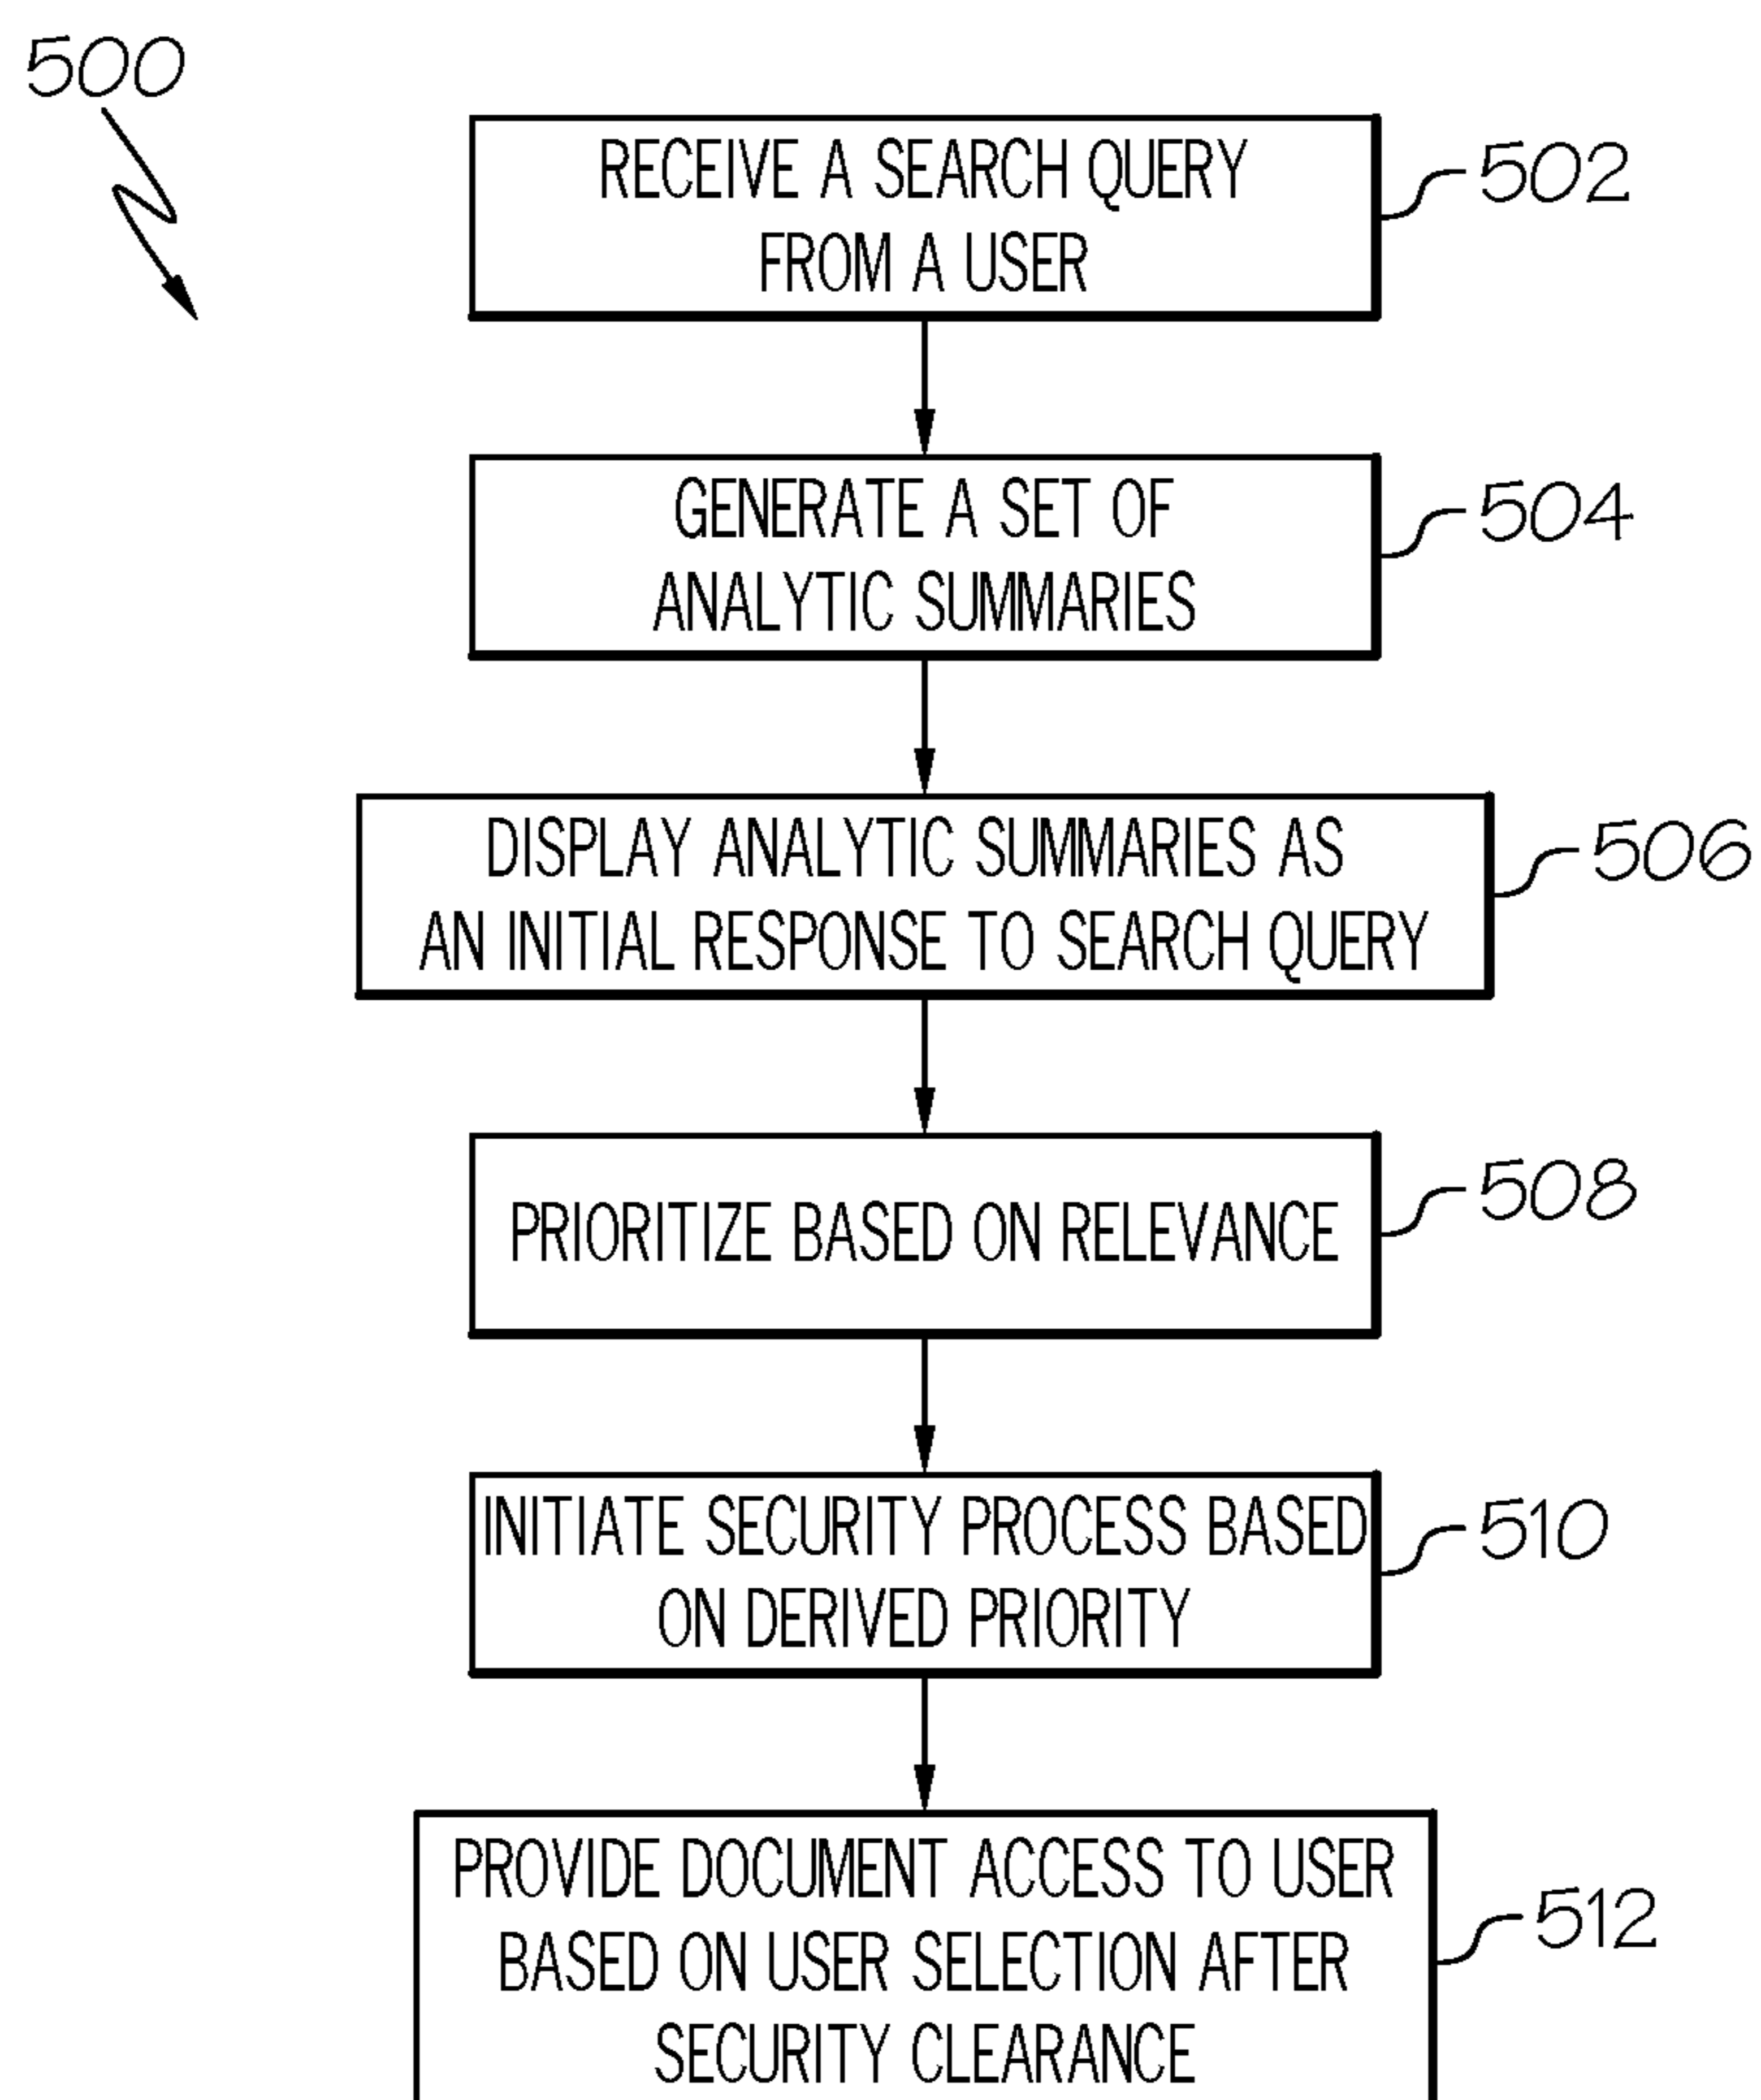 500
RECEIVE A SEARCH QUERY
FROM A USER
502
GENERATE A SET OF
ANALYTIC SUMMARIES
504
DISPLAY ANALYTIC SUMMARIES AS
AN INITIAL RESPONSE TO SEARCH QUERY
506
PRIORITIZE BASED ON RELEVANCE
508
INITIATE SECURITY PROCESS BASED
ON DERIVED PRIORITY
510
PROVIDE DOCUMENT ACCESS TO USER
BASED ON USER SELECTION AFTER
SECURITY CLEARANCE
512